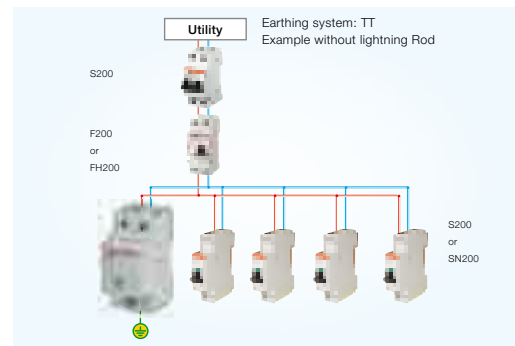 Utility
Earthing system: TT
Example without lightning Rod
S200
F200
or
FH200
S200
or
SN200